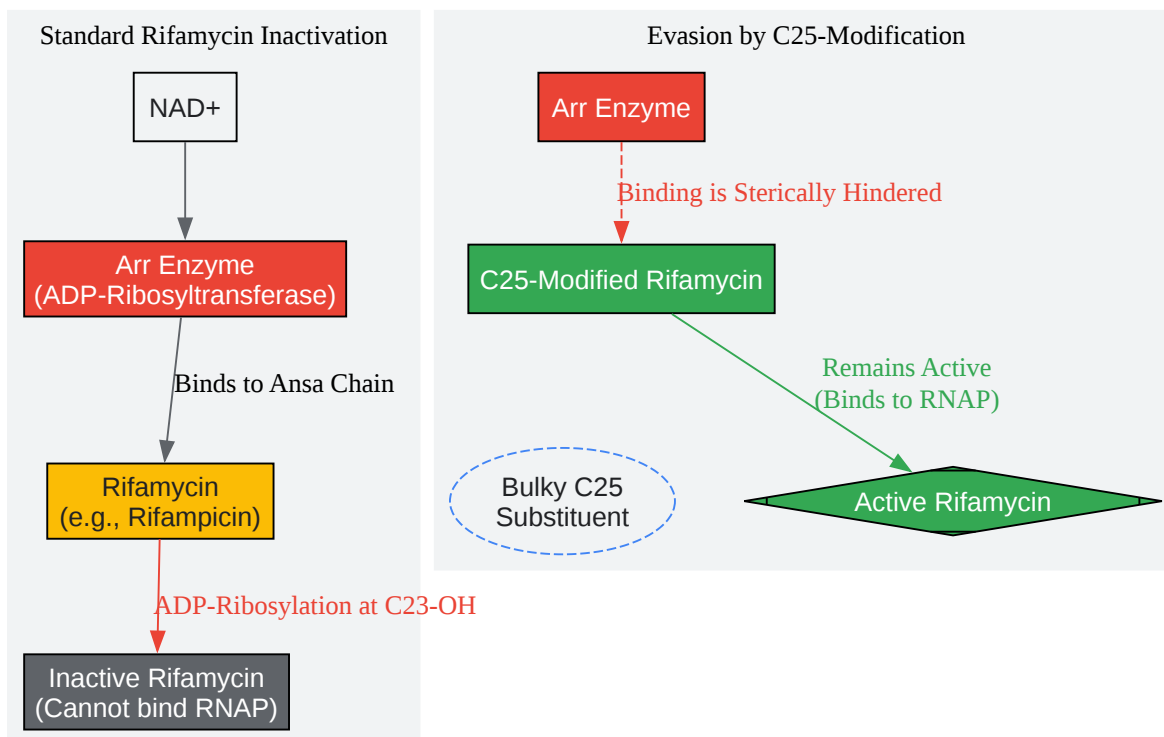 Standard Rifamycin Inactivation
NAD+
Arr Enzyme
(ADP-Ribosyltransferase)
Binds to Ansa Chain
Rifamycin
(e.g., Rifampicin)
ADP-Ribosylation at C23-OH
Inactive Rifamycin
(Cannot bind RNAP)
Evasion by C25-Modification
Arr Enzyme
Binding is Sterically Hindered
C25-Modified Rifamycin
Remains Active
(Binds to RNAP)
Bulky C25
Substituent
Active Rifamycin